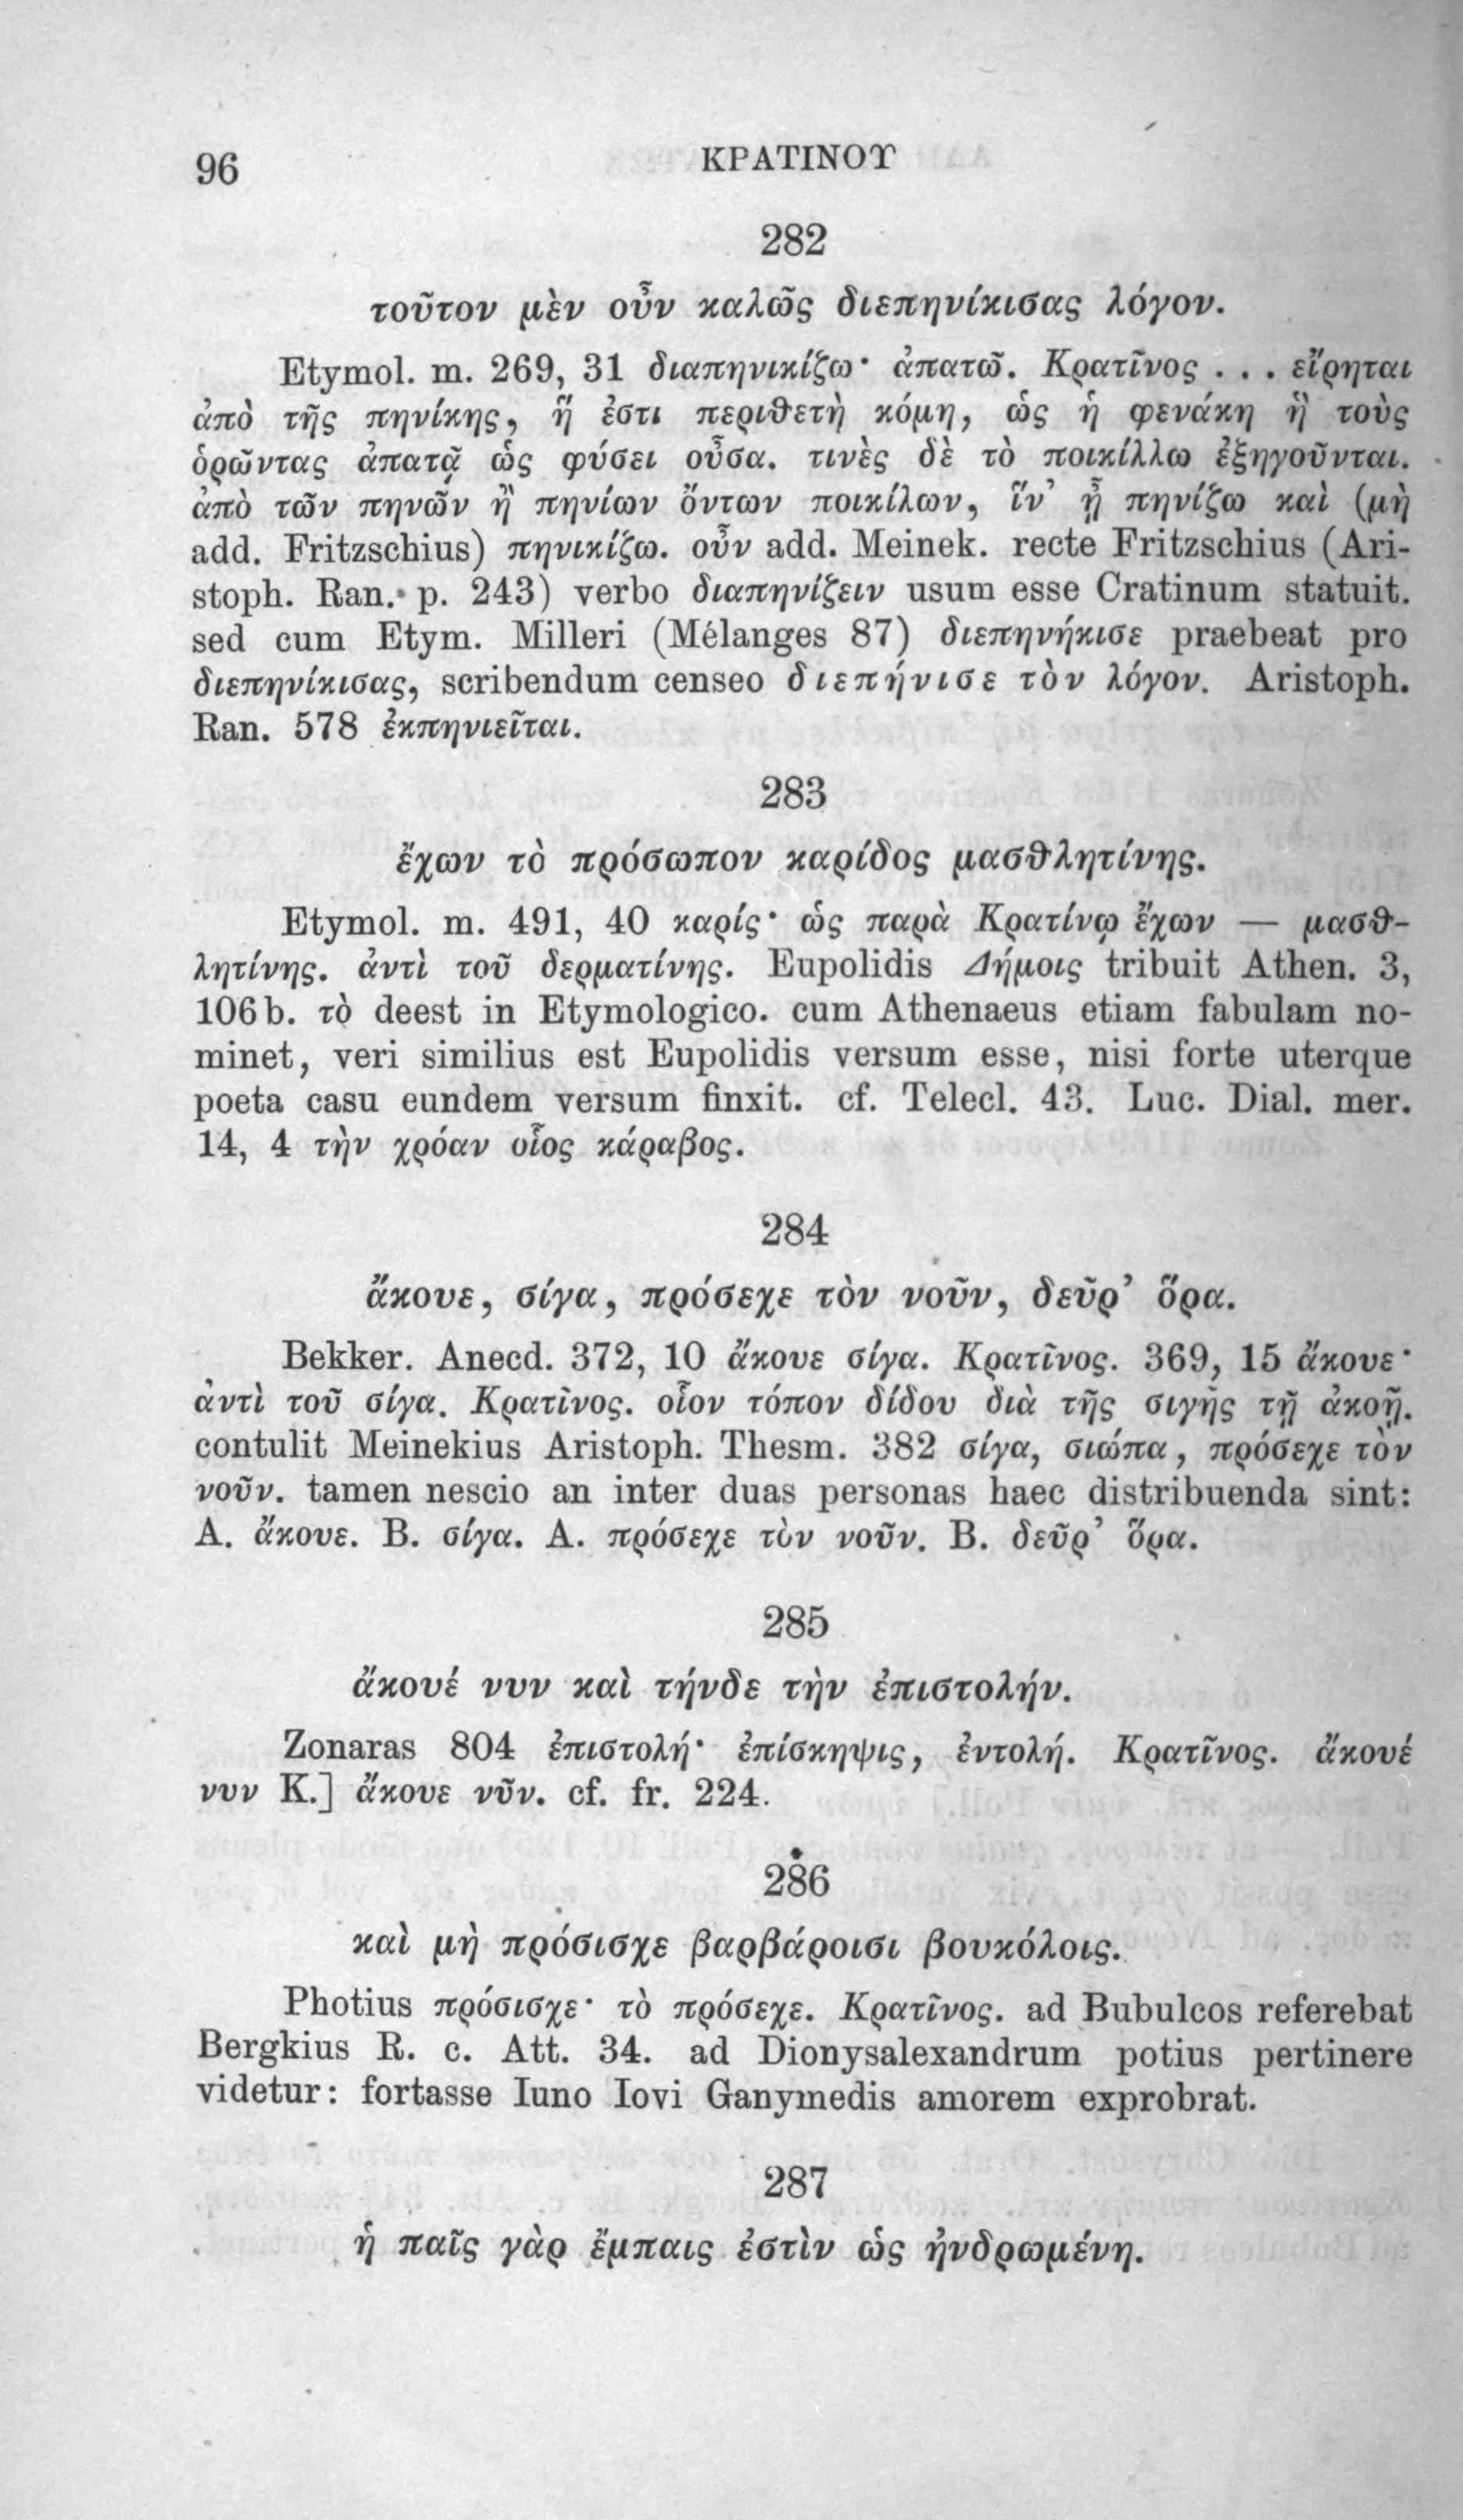 96
ΚΡΑΤΙΝΟΥ
282
τοῦτον μὲν οὖν καλῶς διεπηνίκισας λόγον.
Etymol. m. 269, 31 διαπηνικίζω· ἀπατῶ. Κρατῖνος . . . εἴρηται
ἀπὸ τῆς πηνίκης, ἥ ἐστι περιθετὴ κόμη, ὡς ἡ φενάκη ἣ τοὺς
ὁρῶντας ἀπατᾷ ὡς φύσει οὖσα. τινὲς δὲ τὸ ποικίλλω ἐξηγοῦνται.
ἀπὸ τῶν πηνῶν ἢ πηνίων ὄντων ποικίλων, ἵν' ᾖ πηνίζω καὶ (μὴ
add. Fritzschius) πηνικίζω. οὖν add. Meinek. recte Fritzschius (Ari-
stoph. Ran. p. 243) verbo διαπηνίζειν usum esse Cratinum statuit.
sed cum Etym. Milleri (Mélanges 87) διεπηνήκισε praebeat pro
διεπηνίκισας, scribendum censeo διεπήνισε τὸν λόγον. Aristoph.
Ran. 578 ἐκπηνιεῖται.
283
ἔχων τὸ πρόσωπον καρίδος μασθλητίνης.
Etymol. m. 491, 40 καρίς· ὡς παρὰ Κρατίνῳ ἔχων — μασθ-
λητίνης. ἀντὶ τοῦ δερματίνης. Eupolidis Δήμοις tribuit Athen. 3,
106 b. τὸ deest in Etymologico. cum Athenaeus etiam fabulam no-
minet, veri similius est Eupolidis versum esse, nisi forte uterque
poeta casu eundem versum finxit. cf. Telecl. 43. Luc. Dial. mer.
14, 4 τὴν χρόαν οἷος κάραβος.
284
ἄκουε, σίγα, πρόσεχε τὸν νοῦν, δεῦρ' ὅρα.
Bekker. Anecd. 372, 10 ἄκουε σίγα. Κρατῖνος. 369, 15 ἄκουε·
ἀντὶ τοῦ σίγα. Κρατῖνος. οἷον τόπον δίδου διὰ τῆς σιγῆς τῇ ἀκοῇ.
contulit Meinekius Aristoph. Thesm. 382 σίγα, σιώπα, πρόσεχε τὸν
νοῦν. tamen nescio an inter duas personas haec distribuenda sint:
A. ἄκουε. B. σίγα. A. πρόσεχε τὸν νοῦν. B. δεῦρ' ὅρα.
285
ἄκουέ νυν καὶ τήνδε τὴν ἐπιστολήν.
Zonaras 804 ἐπιστολή· ἐπίσκηψις, ἐντολή. Κρατῖνος. ἄκουέ
νυν K.] ἄκουε νῦν. cf. fr. 224.
286
καὶ μὴ πρόσισχε βαρβάροισι βουκόλοις.
Photius πρόσισχε· τὸ πρόσεχε. Κρατῖνος. ad Bubulcos referebat
Bergkius R. c. Att. 34. ad Dionysalexandrum potius pertinere
videtur: fortasse Iuno Iovi Ganymedis amorem exprobrat.
287
ἡ παῖς γὰρ ἔμπαις ἐστὶν ὡς ἠνδρωμένη.